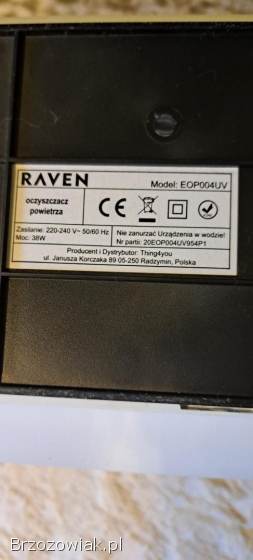 RAVEN Model: EOP004UV
oczyszczacz
powietrza
CE
Zasilanie: 220-240 V~ 50/60 Hz
Moc: 38W
Nie zanurzać Urządzenia w wodzie!
Nr partii: 20EOP004UV954P1
Producent i Dystrybutor: Thing4you
ul. Janusza Korczaka 89 05-250 Radzymin, Polska
Brzozowiak.pl